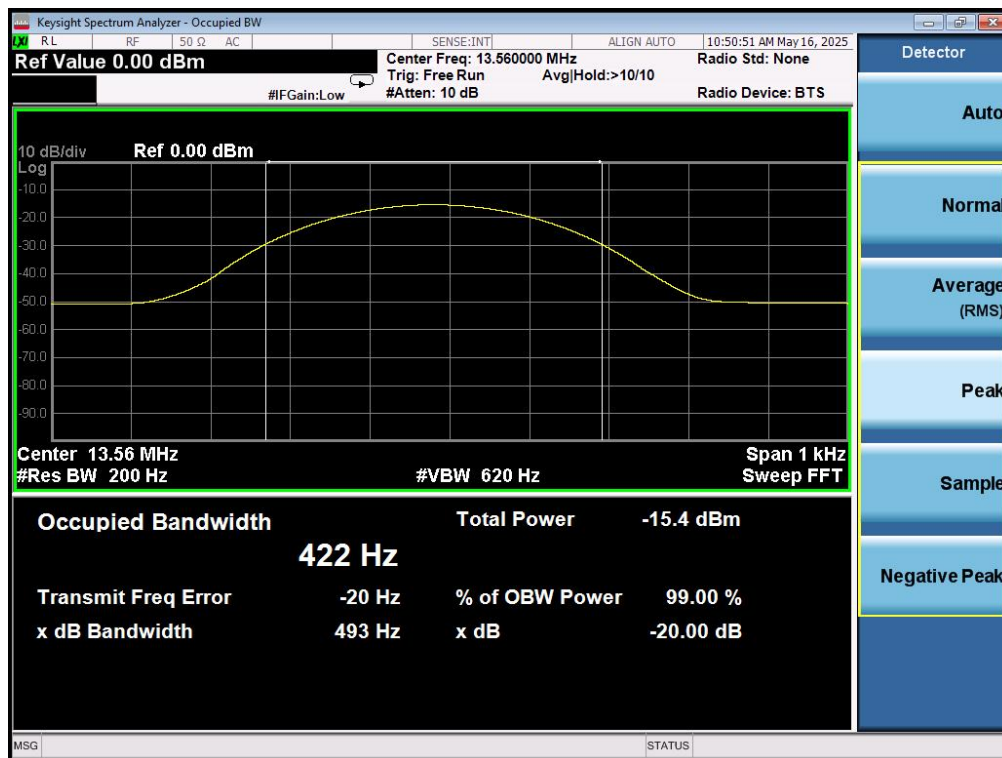 Keysight Spectrum Analyzer - Occupied BW
LXI RL RF 50 Ω AC SENSE:INT ALIGN AUTO 10:50:51 AM May 16, 2025
Ref Value 0.00 dBm
Center Freq: 13.560000 MHz
Radio Std: None
Trig: Free Run Avg|Hold:>10/10
#IFGain:Low #Atten: 10 dB Radio Device: BTS
10 dB/div Ref 0.00 dBm
Log
-10.0
-20.0
-30.0
-40.0
-50.0
-60.0
-70.0
-80.0
-90.0
Center 13.56 MHz Span 1 kHz
#Res BW 200 Hz #VBW 620 Hz Sweep FFT
Occupied Bandwidth Total Power -15.4 dBm
422 Hz
Transmit Freq Error -20 Hz % of OBW Power 99.00 %
x dB Bandwidth 493 Hz x dB -20.00 dB
MSG STATUS
Detector
Auto
Normal
Average
(RMS)
Peak
Sample
Negative Peak